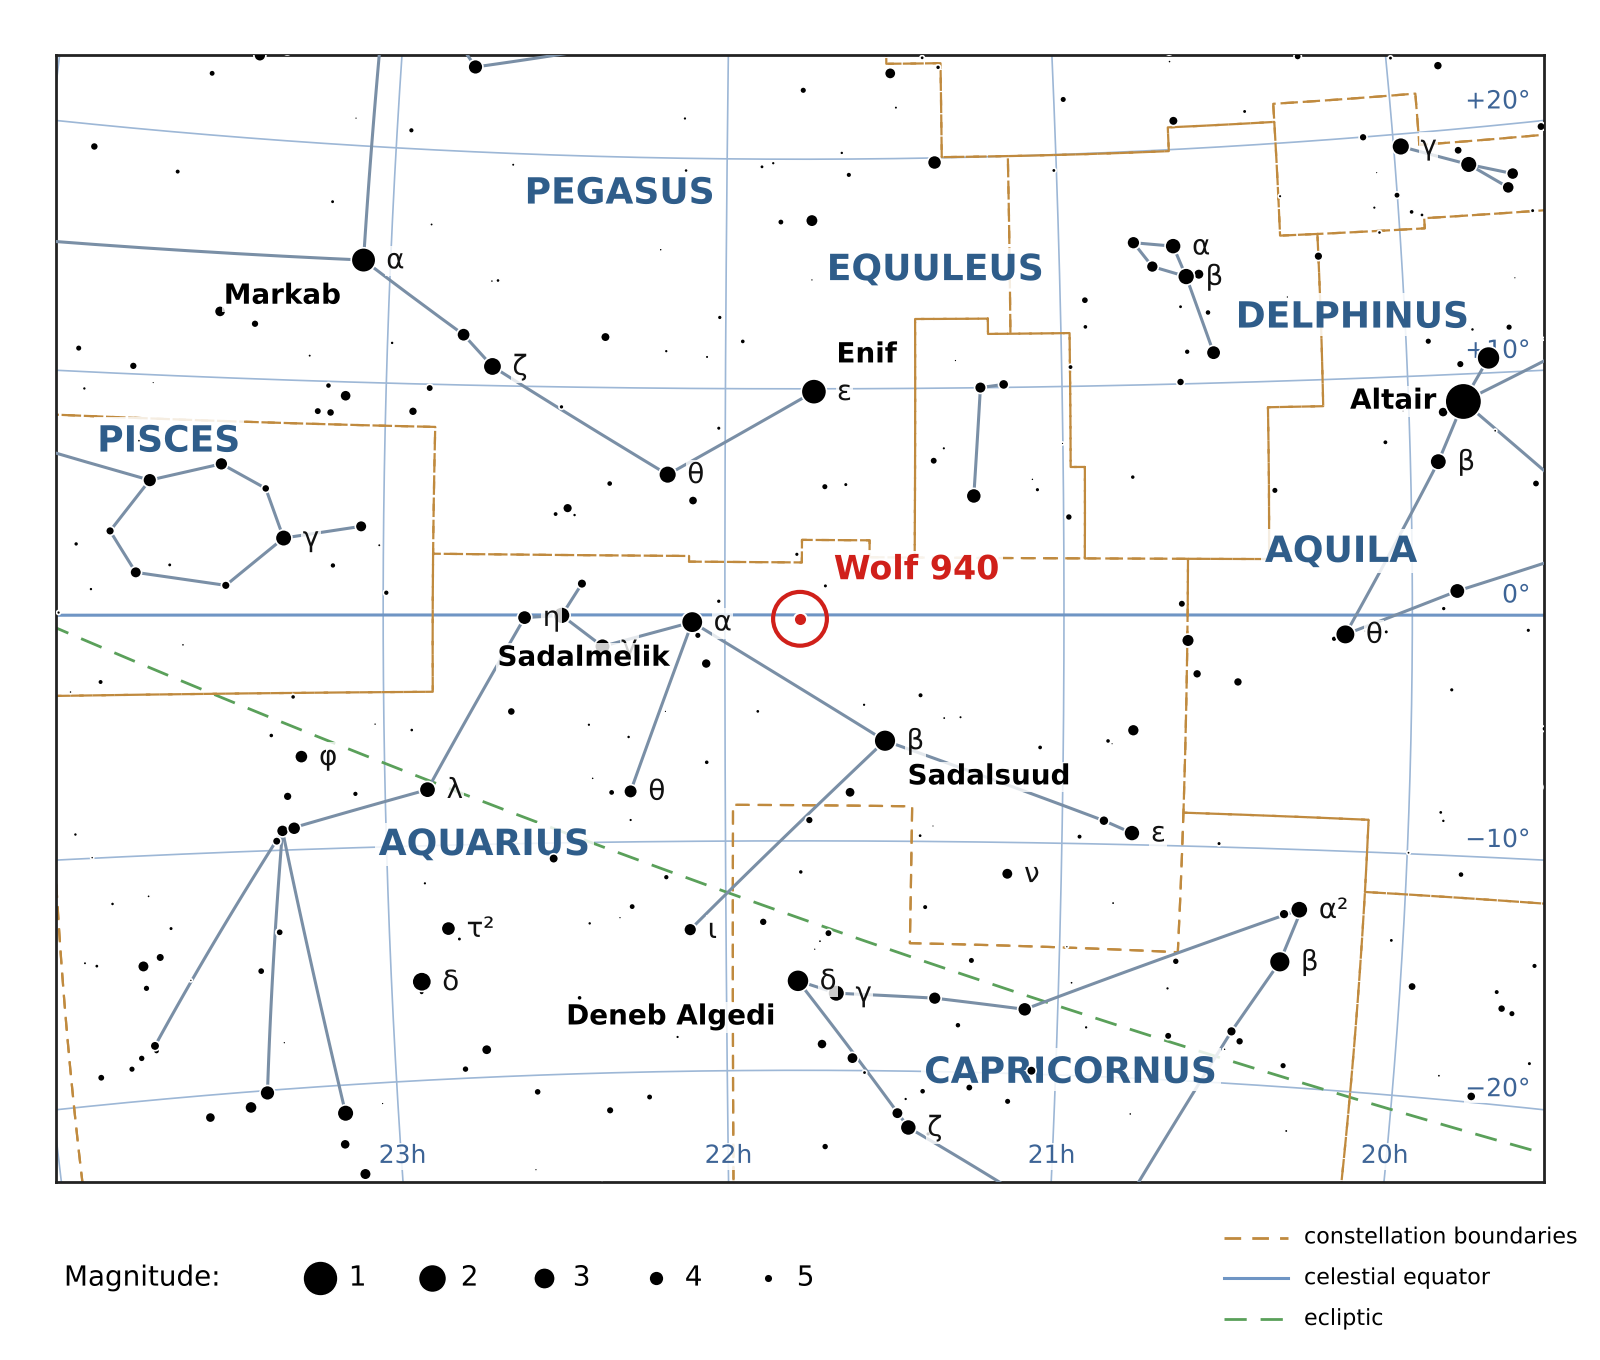 +20°
γ
PEGASUS
α
EQUULEUS
α
β
Markab
DELPHINUS
Enif
+10°
ζ
ε
Altair
PISCES
β
θ
γ
AQUILA
Wolf 940
0°
η
α
γ
θ
Sadalmelik
β
φ
Sadalsuud
λ
θ
ε
AQUARIUS
−10°
ν
α²
τ²
ι
β
δ
δ
γ
Deneb Algedi
CAPRICORNUS
−20°
ζ
23h
22h
21h
20h
constellation boundaries
Magnitude:
1
2
3
4
5
celestial equator
ecliptic